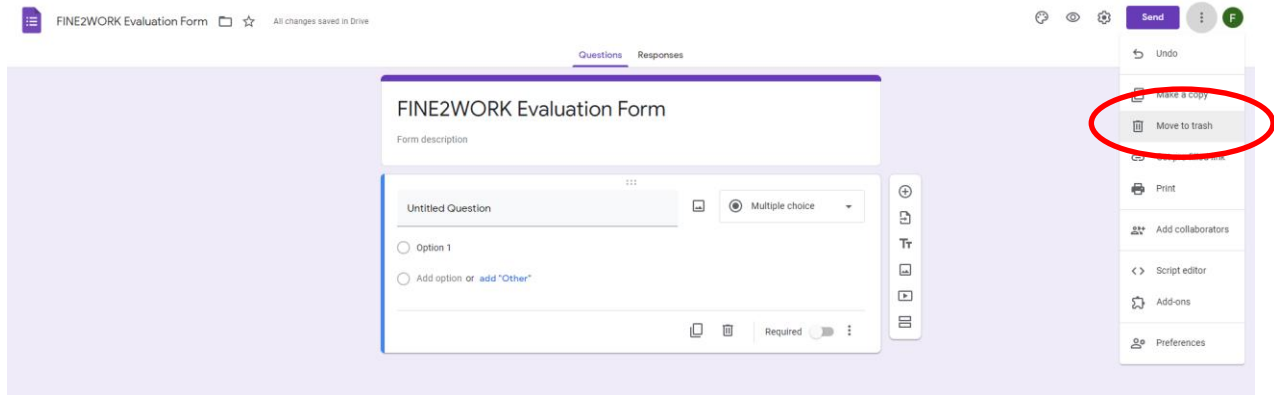 FINE2WORK Evaluation Form
All changes saved in Drive
Send
F
Questions Responses
Undo
Make a copy
Move to trash
link
Print
Add collaborators
Script editor
Add-ons
Preferences
FINE2WORK Evaluation Form
Form description
Untitled Question
Multiple choice
Option 1
Add option or add "Other"
Required
Tт